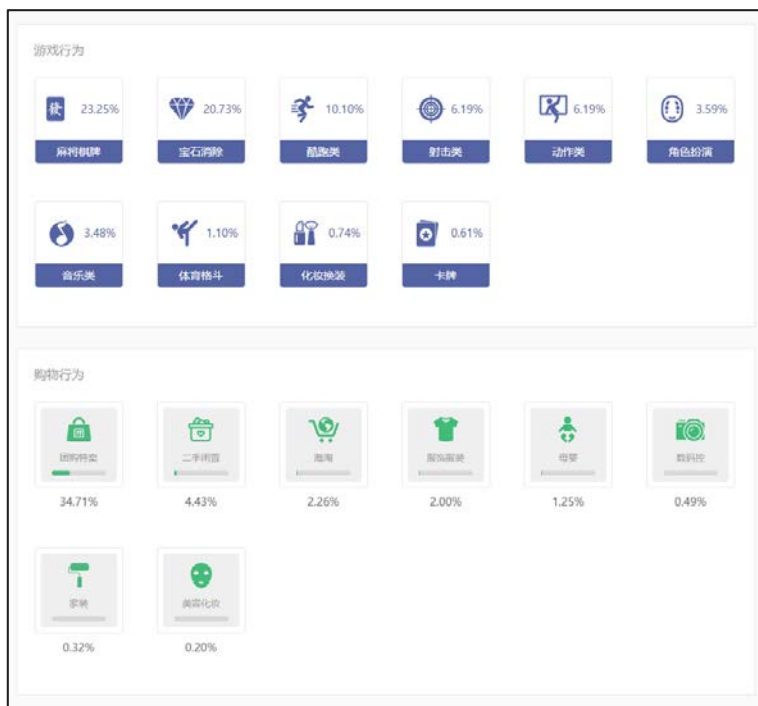 游戏行为
23.25% 20.73% 10.10% 6.19% 6.19% 3.59%
麻将棋牌 宝石消除 酷跑类 射击类 动作类 角色扮演
3.48% 1.10% 0.74% 0.61%
音乐类 体育格斗 化妆换装 卡牌
购物行为
团购特卖 二手闲置 海淘 服饰服装 母婴 数码控
34.71% 4.43% 2.26% 2.00% 1.25% 0.49%
家装 美容化妆
0.32% 0.20%